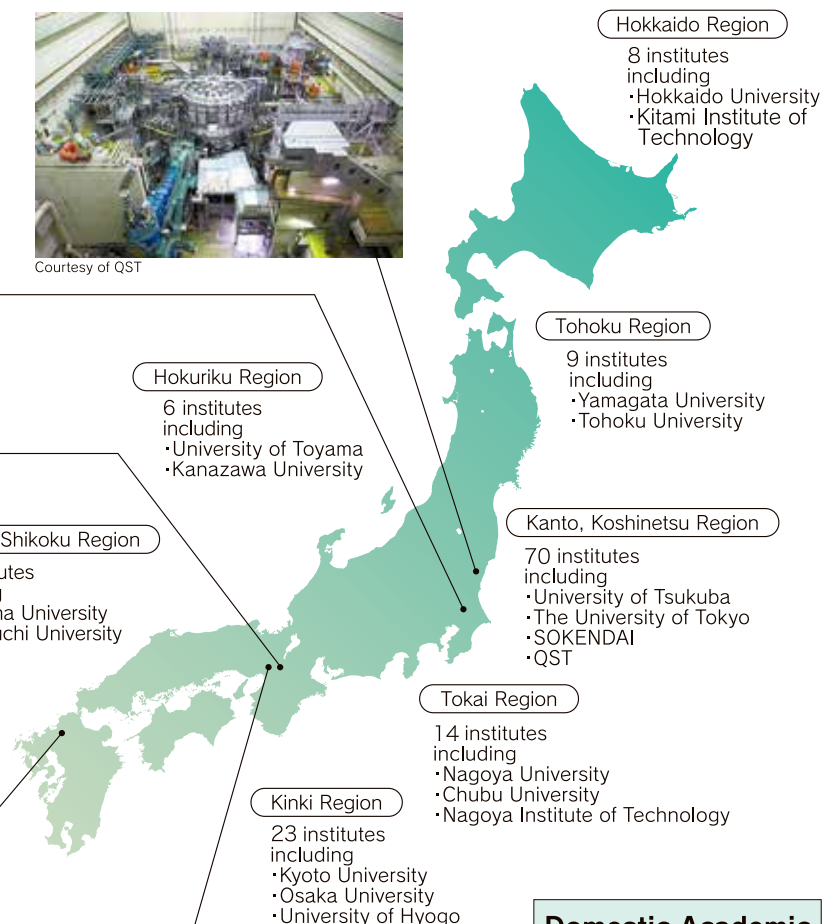 Hokkaido Region
8 institutes
including
・Hokkaido University
・Kitami Institute of
Technology
Courtesy of QST
Tohoku Region
9 institutes
including
・Yamagata University
・Tohoku University
Hokuriku Region
6 institutes
including
・University of Toyama
・Kanazawa University
Kanto, Koshinetsu Region
70 institutes
including
・University of Tsukuba
・The University of Tokyo
・SOKENDAI
・QST
Shikoku Region
University
University
Tokai Region
14 institutes
including
・Nagoya University
・Chubu University
・Nagoya Institute of Technology
Kinki Region
23 institutes
including
・Kyoto University
・Osaka University
・University of Hyogo
Domestic Academic